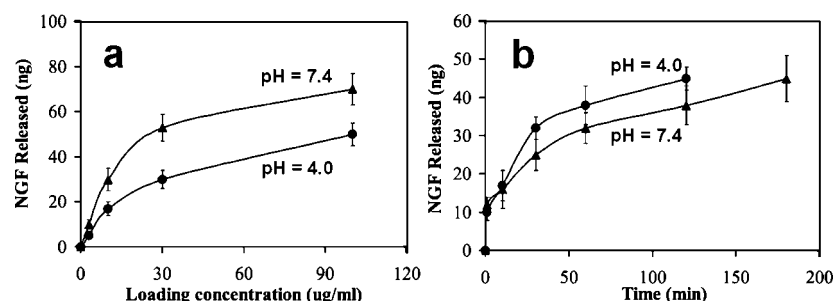 a
NGF Released (ng)
100
80
60
40
20
0
pH = 7.4
pH = 4.0
0 30 60 90 120
Loading concentration (ug/ml)
b
NGF Released (ng)
60
50
40
30
20
10
0
pH = 4.0
pH = 7.4
0 50 100 150 200
Time (min)